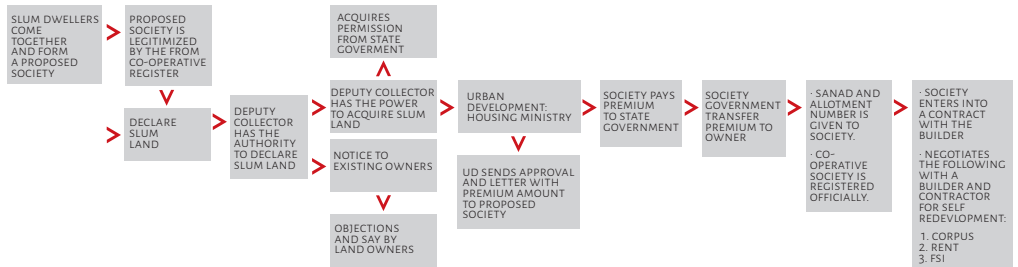 SLUM DWELLERS
COME
TOGETHER
AND FORM
A PROPOSED
SOCIETY
PROPOSED
SOCIETY IS
LEGITIMIZED
BY THE FROM
CO-OPERATIVE
REGISTER
DECLARE
SLUM
LAND
DEPUTY
COLLECTOR
HAS THE
AUTHORITY
TO DECLARE
SLUM LAND
ACQUIRES
PERMISSION
FROM STATE
GOVERMENT
DEPUTY COLLECTOR
HAS THE POWER
TO ACQUIRE SLUM
LAND
NOTICE TO
EXISTING OWNERS
OBJECTIONS
AND SAY BY
LAND OWNERS
URBAN
DEVELOPMENT:
HOUSING MINISTRY
UD SENDS APPROVAL
AND LETTER WITH
PREMIUM AMOUNT
TO PROPOSED
SOCIETY
SOCIETY PAYS
PREMIUM
TO STATE
GOVERNMENT
SOCIETY
GOVERNMENT
TRANSFER
PREMIUM TO
OWNER
· SANAD AND
ALLOTMENT
NUMBER IS
GIVEN TO
SOCIETY.
· CO-
OPERATIVE
SOCIETY IS
REGISTERED
OFFICIALLY.
· SOCIETY
ENTERS INTO
A CONTRACT
WITH THE
BUILDER
· NEGOTIATES
THE FOLLOWING
WITH A
BUILDER AND
CONTRACTOR
FOR SELF
REDEVLOPMENT:
1. CORPUS
2. RENT
3. FSI